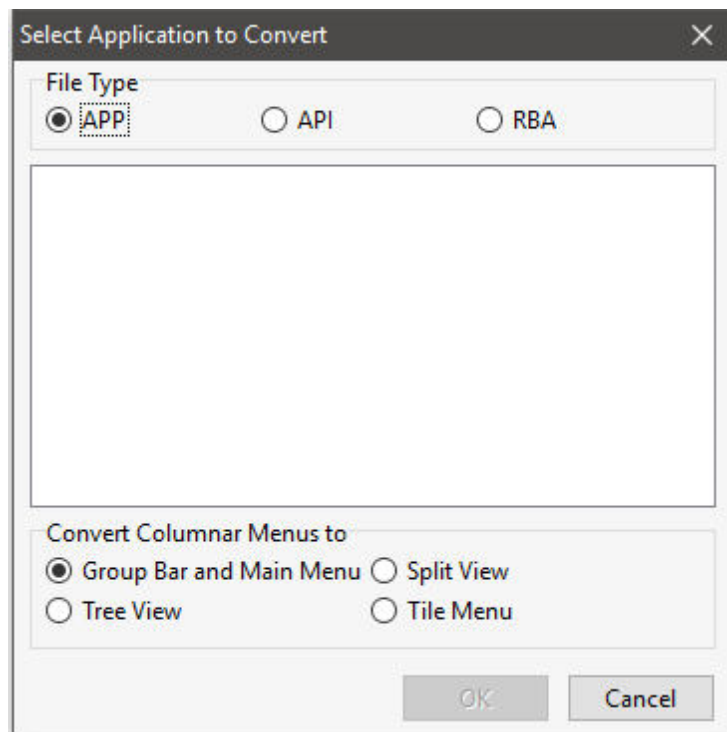 Select Application to Convert
File Type
APP API RBA
Convert Columnar Menus to
Group Bar and Main Menu Split View
Tree View Tile Menu
OK Cancel